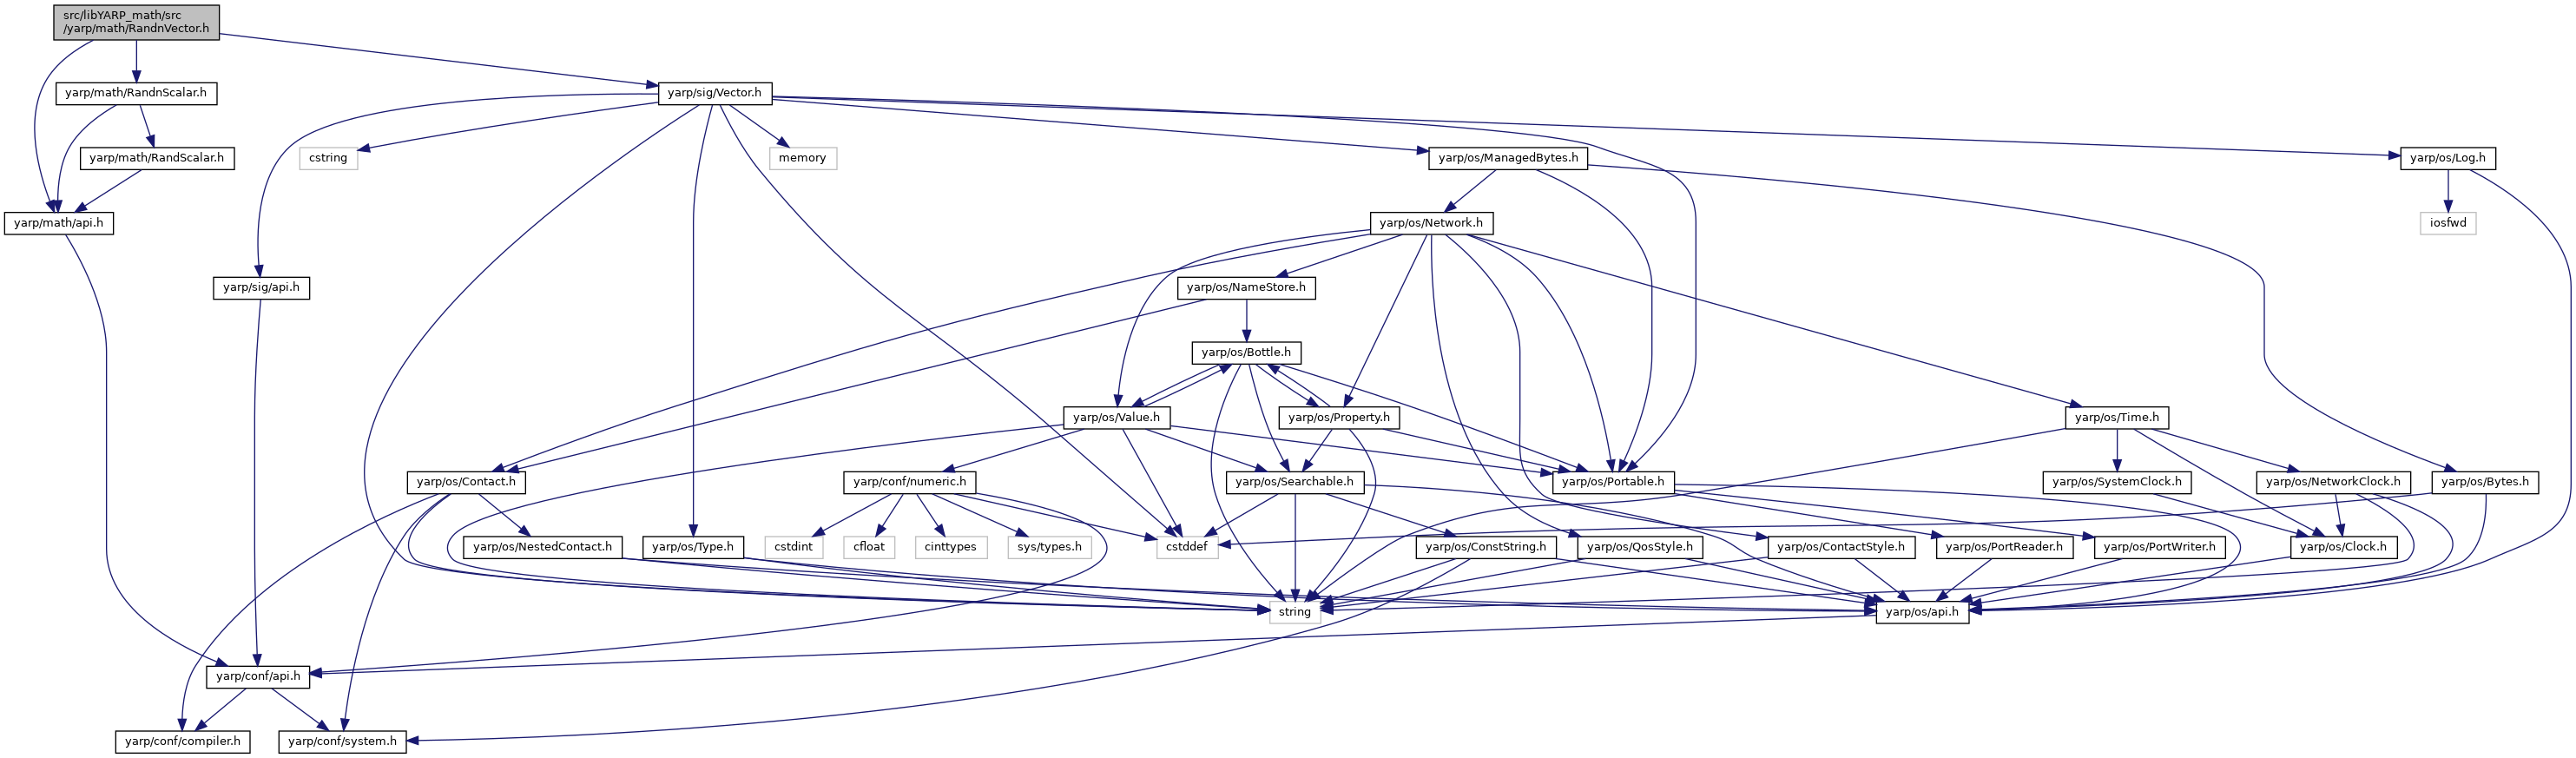 src/libYARP_math/src
/yarp/math/RandnVector.h
yarp/math/RandnScalar.h
yarp/sig/Vector.h
yarp/math/RandScalar.h
cstring
memory
yarp/os/ManagedBytes.h
yarp/os/Log.h
yarp/math/api.h
yarp/os/Network.h
iosfwd
yarp/sig/api.h
yarp/os/NameStore.h
yarp/os/Bottle.h
yarp/os/Value.h
yarp/os/Property.h
yarp/os/Time.h
yarp/os/Contact.h
yarp/conf/numeric.h
yarp/os/Searchable.h
yarp/os/Portable.h
yarp/os/SystemClock.h
yarp/os/NetworkClock.h
yarp/os/Bytes.h
yarp/os/NestedContact.h
yarp/os/Type.h
cstdint
cfloat
cinttypes
sys/types.h
cstddef
yarp/os/ConstString.h
yarp/os/QosStyle.h
yarp/os/ContactStyle.h
yarp/os/PortReader.h
yarp/os/PortWriter.h
yarp/os/Clock.h
string
yarp/os/api.h
yarp/conf/api.h
yarp/conf/compiler.h
yarp/conf/system.h